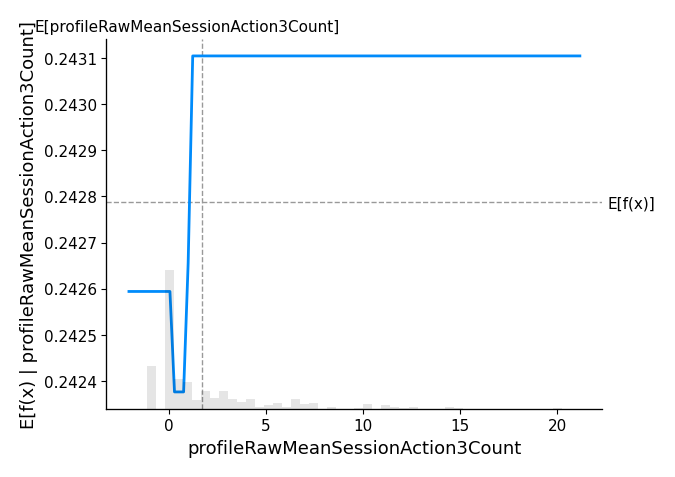 E[profileRawMeanSessionAction3Count]
E[f(x) | profileRawMeanSessionAction3Count]
0.2431
0.2430
0.2429
0.2428
0.2427
0.2426
0.2425
0.2424
E[f(x)]
0 5 10 15 20
profileRawMeanSessionAction3Count